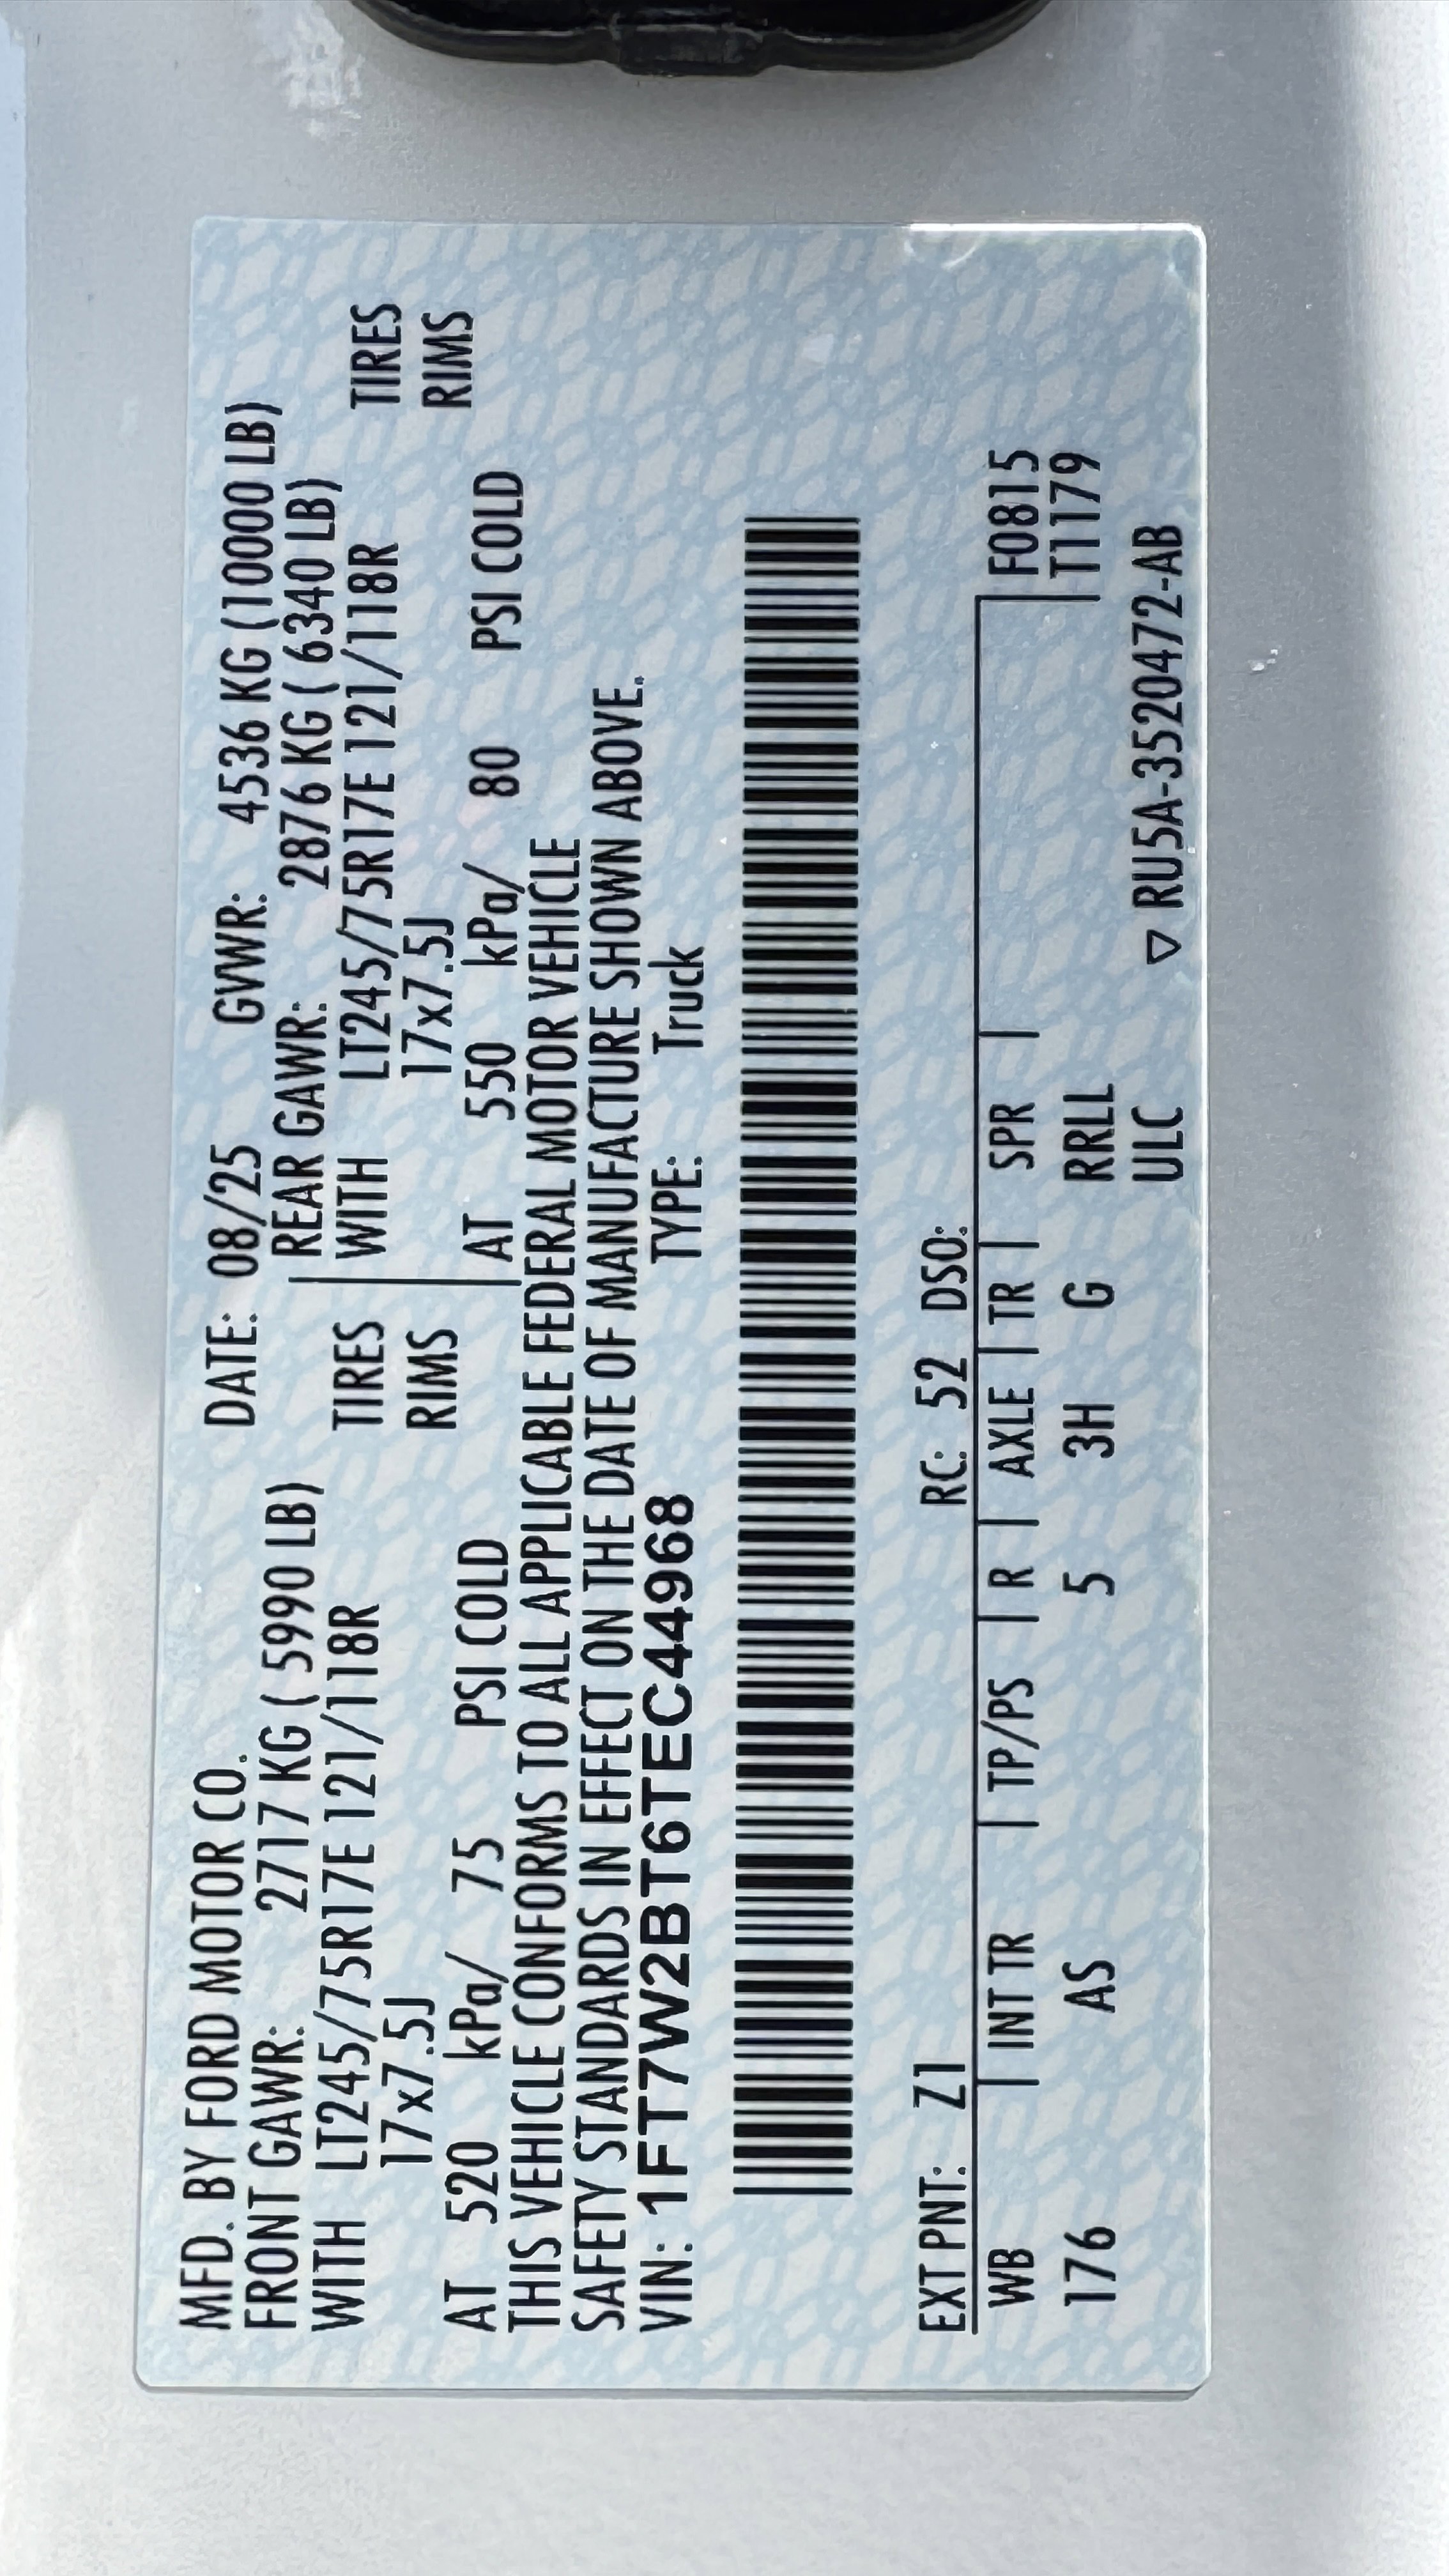 MFD. BY FORD MOTOR CO. DATE: 08/25 GVWR: 4536 KG (10000 LB)
FRONT GAWR: 2717 KG ( 5990 LB) REAR GAWR: 2876 KG ( 6340 LB)
WITH LT245/75R17E 121/118R TIRES WITH LT245/75R17E 121/118R TIRES
17x7.5J RIMS 17x7.5J RIMS
AT 520 kPa/ 75 PSI COLD AT 550 kPa/ 80 PSI COLD
THIS VEHICLE CONFORMS TO ALL APPLICABLE FEDERAL MOTOR VEHICLE
SAFETY STANDARDS IN EFFECT ON THE DATE OF MANUFACTURE SHOWN ABOVE.
VIN: 1FT7W2BT6TEC44968 TYPE: Truck
EXT PNT: Z1 RC: 52 DSO:
WB INT TR TP/PS R AXLE TR SPR F0815
176 AS 5 3H G RRLL T1179
ULC ▽ RU5A-3520472-AB